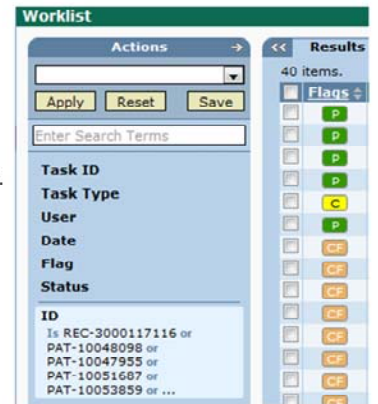 Worklist
Actions
Apply Reset Save
Enter Search Terms
Task ID
Task Type
User
Date
Flag
Status
ID
Is REC-3000117116 or
PAT-10048098 or
PAT-10047955 or
PAT-10051687 or
PAT-10053859 or ...
<< Results
40 items.
Flags
P
P
P
P
C
P
CF
CF
CF
CF
CF
CF
CF
CF